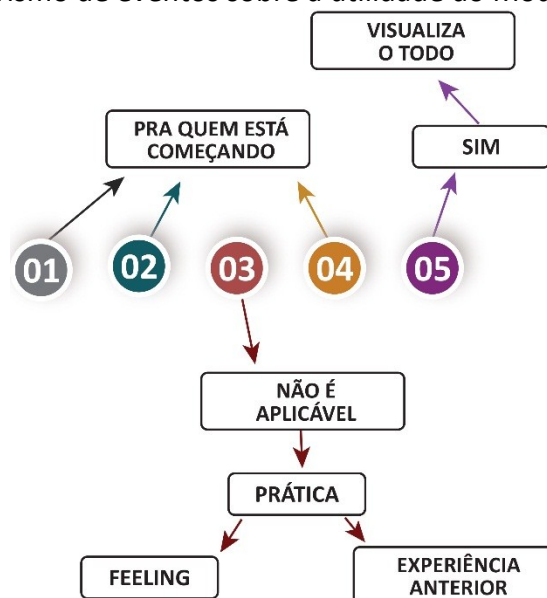 VISUALIZA
O TODO
PRA QUEM ESTÁ
COMEÇANDO
SIM
01
02
03
04
05
NÃO É
APLICÁVEL
PRÁTICA
FEELING
EXPERIÊNCIA
ANTERIOR